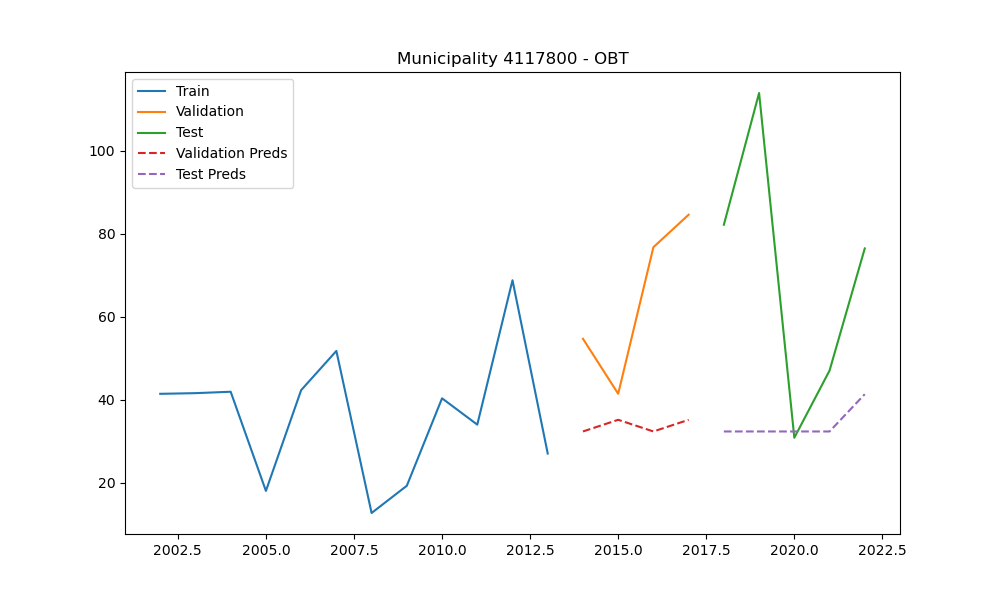 Municipality 4117800 - OBT
Train
Validation
Test
Validation Preds
Test Preds
100
80
60
40
20
2002.5 2005.0 2007.5 2010.0 2012.5 2015.0 2017.5 2020.0 2022.5